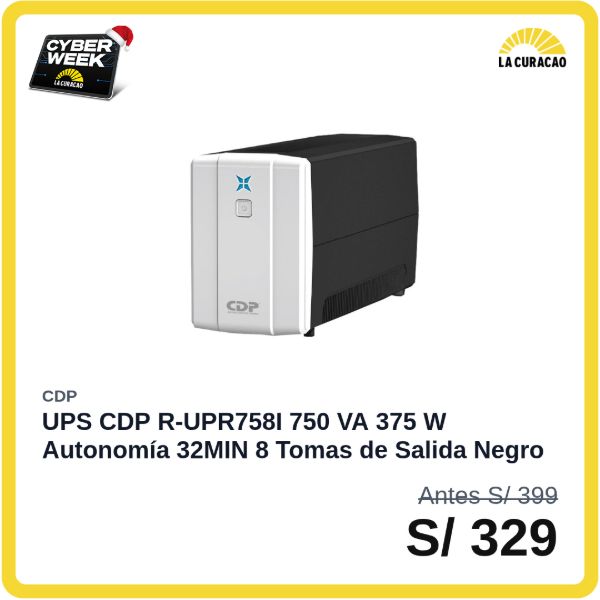 CYBER
WEEK
LA CURACAO
LA CURACAO
CDP
CDP
UPS CDP R-UPR758I 750 VA 375 W
Autonomía 32MIN 8 Tomas de Salida Negro
Antes S/ 399
S/ 329